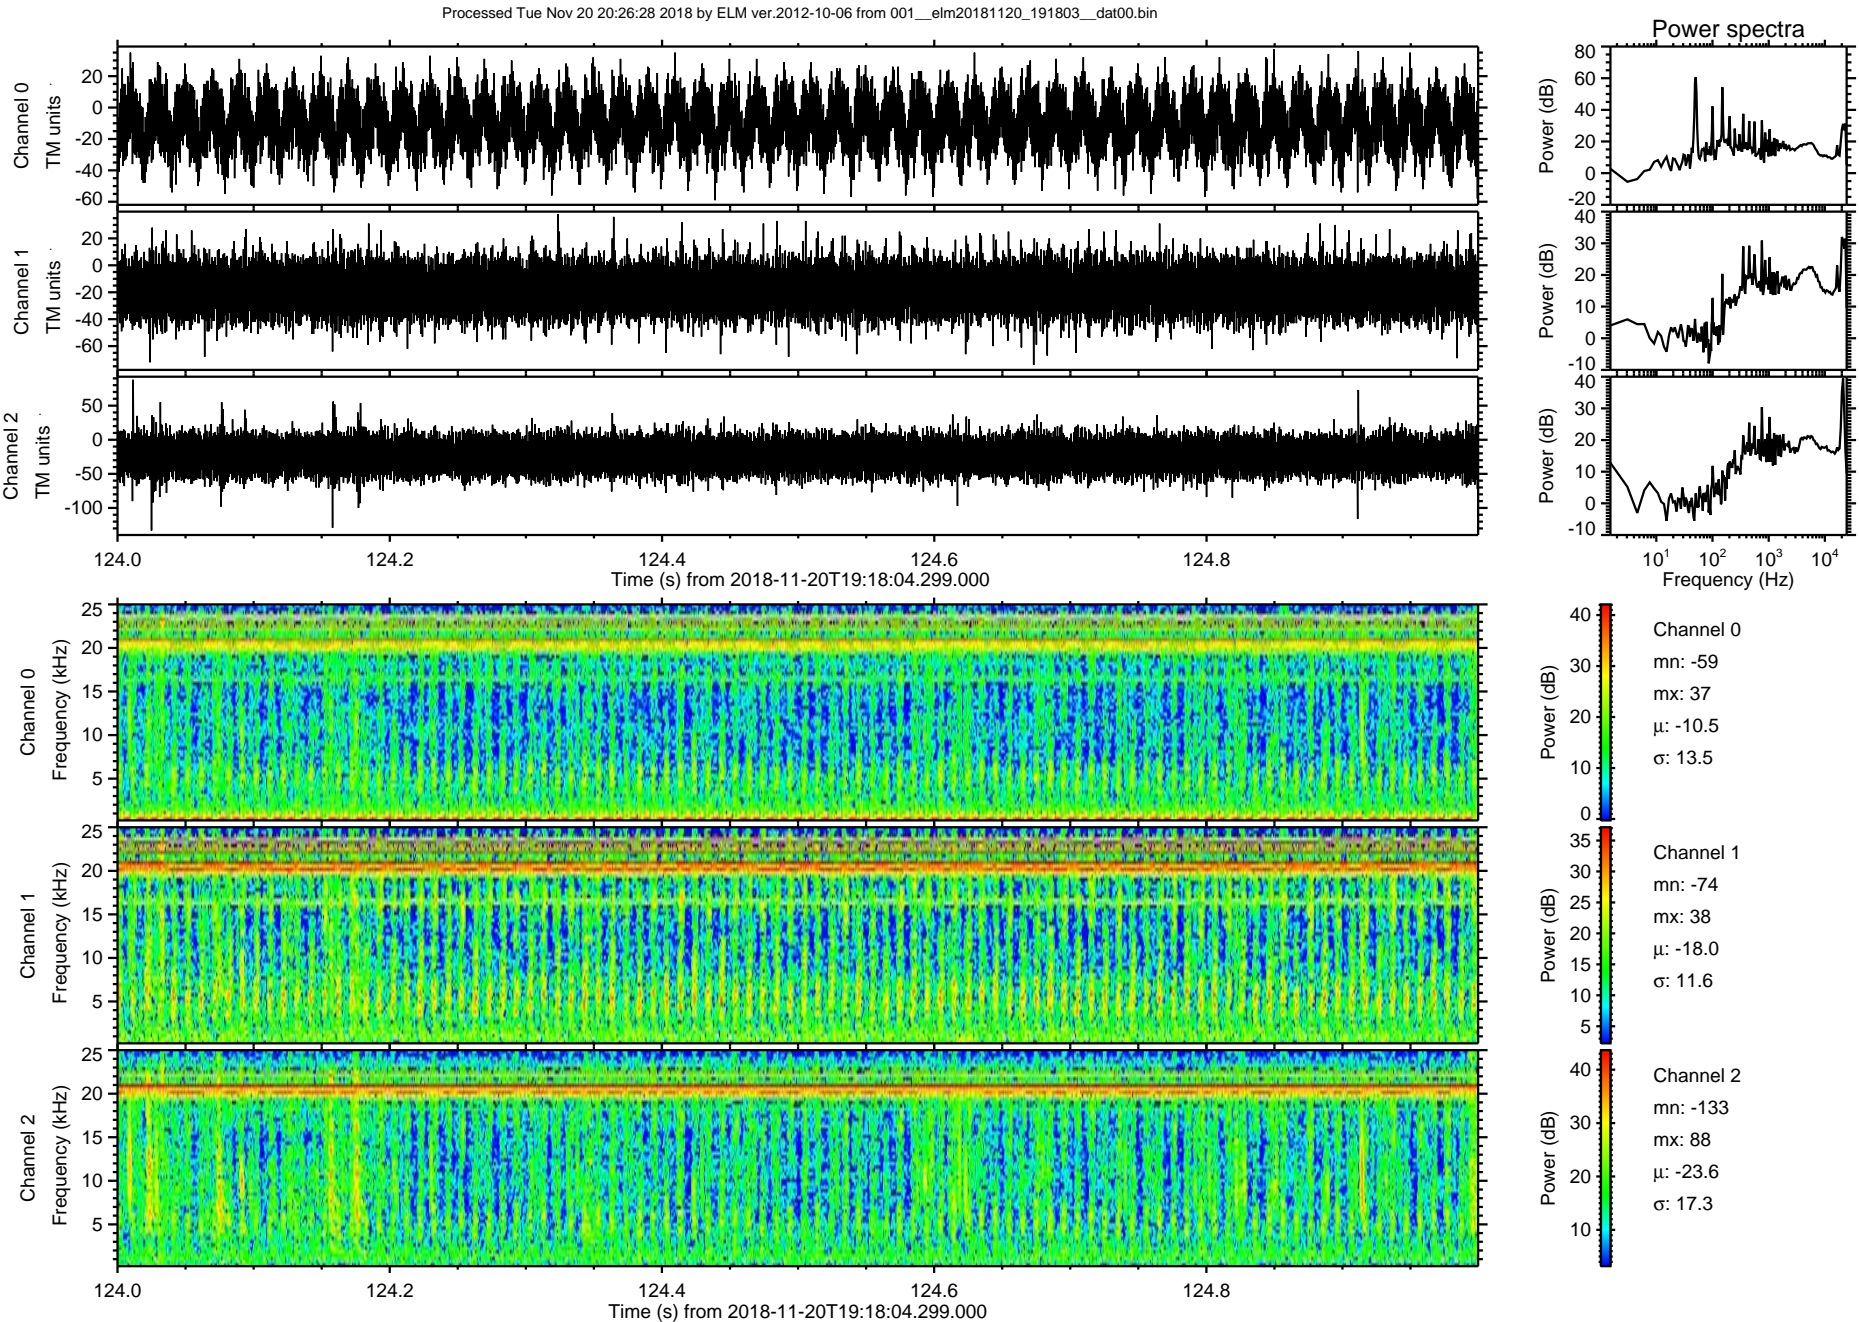 Processed Tue Nov 20 20:26:28 2018 by ELM ver.2012-10-06 from 001__elm20181120_191803__dat00.bin
Power spectra
Channel 0
TM units
20
0
-20
-40
-60
Power (dB)
80
60
40
20
0
-20
Channel 1
TM units
20
0
-20
-40
-60
Power (dB)
40
30
20
10
0
-10
Channel 2
TM units
50
0
-50
-100
Power (dB)
40
30
20
10
0
-10
124.0 124.2 124.4 124.6 124.8
Time (s) from 2018-11-20T19:18:04.299.000
10¹ 10² 10³ 10⁴
Frequency (Hz)
Channel 0
Frequency (kHz)
25
20
15
10
5
Power (dB)
40
30
20
10
0
Channel 0
mn: -59
mx: 37
μ: -10.5
σ: 13.5
Channel 1
Frequency (kHz)
25
20
15
10
5
Power (dB)
35
30
25
20
15
10
5
Channel 1
mn: -74
mx: 38
μ: -18.0
σ: 11.6
Channel 2
Frequency (kHz)
25
20
15
10
5
Power (dB)
40
30
20
10
Channel 2
mn: -133
mx: 88
μ: -23.6
σ: 17.3
124.0 124.2 124.4 124.6 124.8
Time (s) from 2018-11-20T19:18:04.299.000